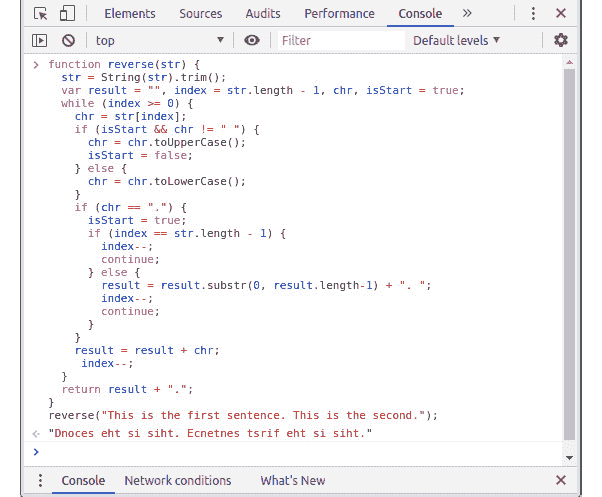 Elements Sources Audits Performance Console »
top Filter Default levels
function reverse(str) {
str = String(str).trim();
var result = "", index = str.length - 1, chr, isStart = true;
while (index >= 0) {
chr = str[index];
if (isStart && chr != " ") {
chr = chr.toUpperCase();
isStart = false;
} else {
chr = chr.toLowerCase();
}
if (chr == ".") {
isStart = true;
if (index == str.length - 1) {
index--;
continue;
} else {
result = result.substr(0, result.length-1) + ". ";
index--;
continue;
}
}
result = result + chr;
index--;
}
return result + ".";
}
reverse("This is the first sentence. This is the second.");
"Dnoces eht si siht. Ecnetnes tsrif eht si siht."
Console Network conditions What's New